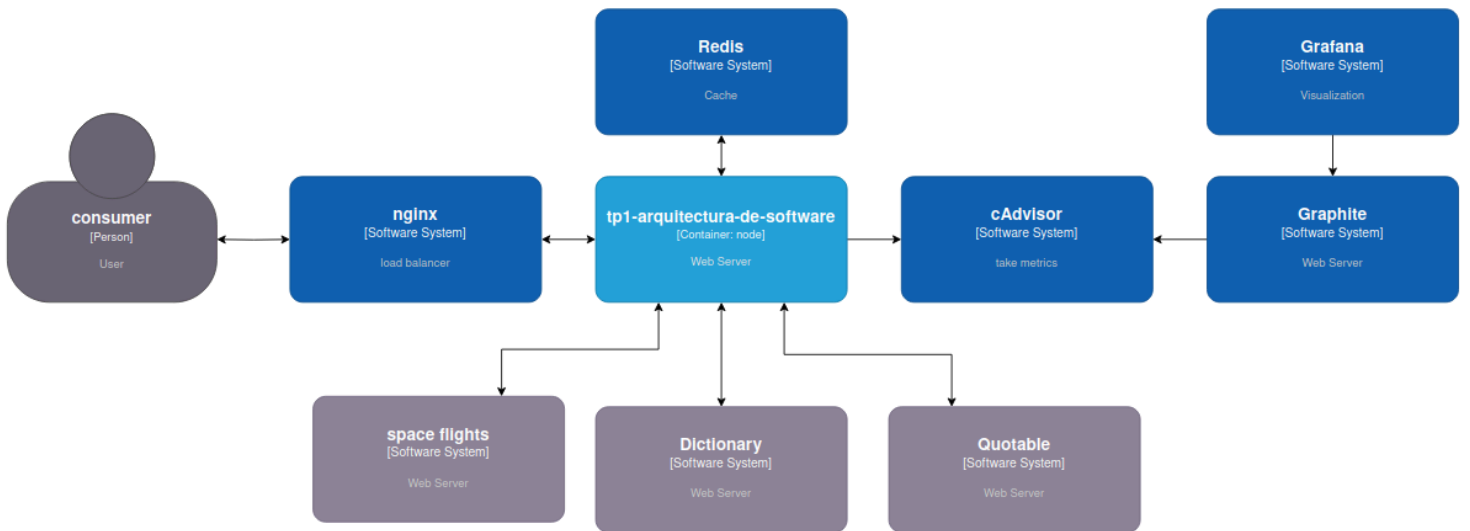 Redis
[Software System]
Cache
Grafana
[Software System]
Visualization
consumer
[Person]
User
nginx
[Software System]
load balancer
tp1-arquitectura-de-software
[Container: node]
Web Server
cAdvisor
[Software System]
take metrics
Graphite
[Software System]
Web Server
space flights
[Software System]
Web Server
Dictionary
[Software System]
Web Server
Quotable
[Software System]
Web Server